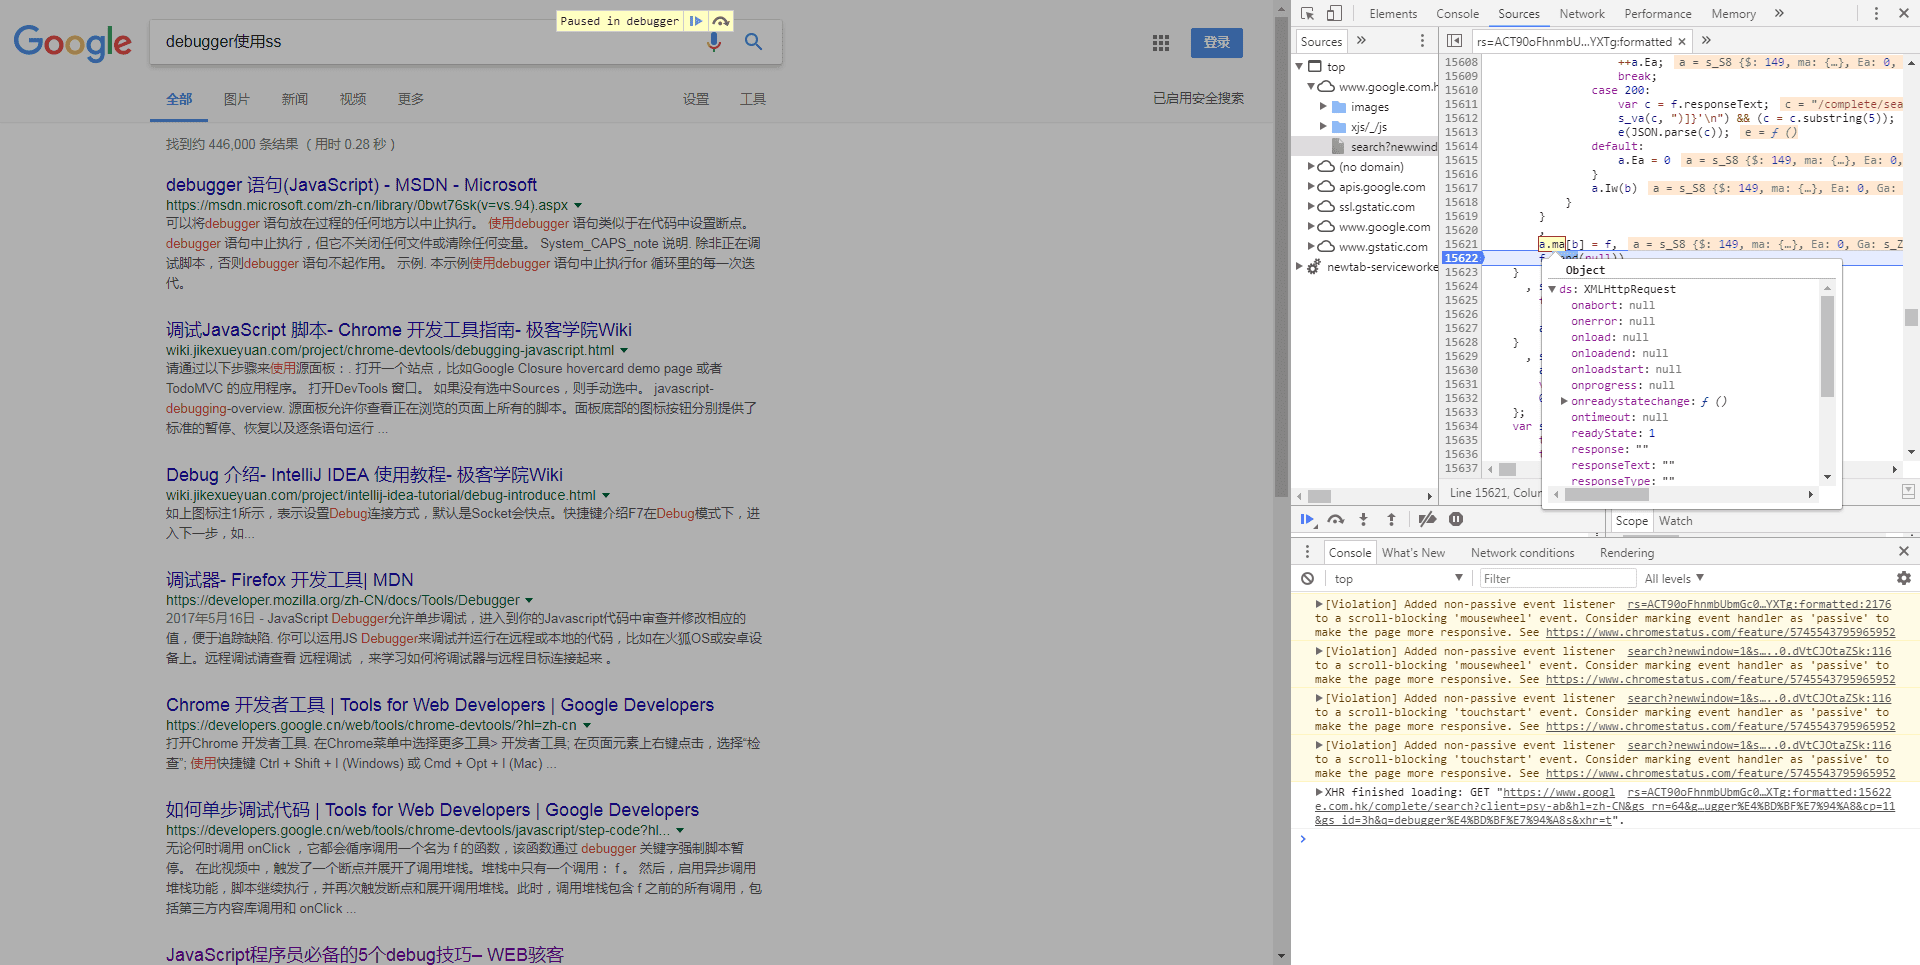 Google
debugger使用ss
Paused in debugger
登录
全部
图片
新闻
视频
更多
设置
工具
已启用安全搜索
找到约 446,000 条结果 （用时 0.28 秒）
debugger 语句(JavaScript) - MSDN - Microsoft
https://msdn.microsoft.com/zh-cn/library/0bwt76sk(v=vs.94).aspx
可以将debugger 语句放在过程的任何地方以中止执行。 使用debugger 语句类似于在代码中设置断点。
debugger 语句中止执行，但它不关闭任何文件或清除任何变量。 System_CAPS_note 说明. 除非正在调
试脚本，否则debugger 语句不起作用。 示例. 本示例使用debugger 语句中止执行for 循环里的每一次迭
代。
调试JavaScript 脚本- Chrome 开发工具指南- 极客学院Wiki
wiki.jikexueyuan.com/project/chrome-devtools/debugging-javascript.html
请通过以下步骤来使用源面板：. 打开一个站点，比如Google Closure hovercard demo page 或者
TodoMVC 的应用程序。 打开DevTools 窗口。 如果没有选中Sources，则手动选中。 javascript-
debugging-overview. 源面板允许你查看正在浏览的页面上所有的脚本。面板底部的图标按钮分别提供了
标准的暂停、恢复以及逐条语句运行 ...
Debug 介绍- IntelliJ IDEA 使用教程- 极客学院Wiki
wiki.jikexueyuan.com/project/intellij-idea-tutorial/debug-introduce.html
如上图标注1所示，表示设置Debug连接方式，默认是Socket会快点。快捷键介绍F7在Debug模式下，进
入下一步，如...
调试器- Firefox 开发工具| MDN
https://developer.mozilla.org/zh-CN/docs/Tools/Debugger
2017年5月16日 - JavaScript Debugger允许单步调试，进入到你的Javascript代码中审查并修改相应的
值，便于追踪缺陷. 你可以运用JS Debugger来调试并运行在远程或本地的代码，比如在火狐OS或安卓设
备上。远程调试请查看 远程调试 ，来学习如何将调试器与远程目标连接起来 。
Chrome 开发者工具 | Tools for Web Developers | Google Developers
https://developers.google.cn/web/tools/chrome-devtools/?hl=zh-cn
打开Chrome 开发者工具. 在Chrome菜单中选择更多工具> 开发者工具; 在页面元素上右键点击，选择“检
查”; 使用快捷键 Ctrl + Shift + I (Windows) 或 Cmd + Opt + I (Mac) ...
如何单步调试代码 | Tools for Web Developers | Google Developers
https://developers.google.cn/web/tools/chrome-devtools/javascript/step-code?hl...
无论何时调用 onClick ，它都会循序调用一个名为 f 的函数，该函数通过 debugger 关键字强制脚本暂
停。 在此视频中，触发了一个断点并展开了调用堆栈。堆栈中只有一个调用： f 。 然后，启用异步调用
堆栈功能，脚本继续执行，并再次触发断点和展开调用堆栈。此时，调用堆栈包含 f 之前的所有调用，包
括第三方内容库调用和 onClick ...
JavaScript程序员必备的5个debug技巧– WEB骇客
Elements Console Sources Network Performance Memory »
Sources »
rs=ACT90oFhnmbU...YXTg:formatted × »
top
www.google.com.h
images
xjs/_/js
search?newwind
(no domain)
apis.google.com
ssl.gstatic.com
www.google.com
www.gstatic.com
newtab-serviceworke
15608 ++a.Ea; a = s_S8 {$: 149, ma: {…}, Ea: 0,
15609 break;
15610 case 200:
15611 var c = f.responseText; c = "/complete/sea
15612 s_va(c, ")]}'\n") && (c = c.substring(5));
15613 e(JSON.parse(c)); e = ƒ ()
15614 default:
15615 a.Ea = 0 a = s_S8 {$: 149, ma: {…}, Ea: 0,
15616 }
15617 a.Iw(b) a = s_S8 {$: 149, ma: {…}, Ea: 0, Ga:
15618 }
15619 }
15620 ,
15621 a.ma[b] = f, a = s_S8 {$: 149, ma: {…}, Ea: 0, Ga: s_Z
15622
15623 }
15624 , s
15625
15626
15627 a
15628 }
15629 , s
15630 a
15631
15632
15633 };
15634 var s
15635
15636
15637
Object
ds: XMLHttpRequest
onabort: null
onerror: null
onload: null
onloadend: null
onloadstart: null
onprogress: null
onreadystatechange: ƒ ()
ontimeout: null
readyState: 1
response: ""
responseText: ""
responseType: ""
Line 15621, Colur
Scope Watch
Console What's New Network conditions Rendering
top Filter All levels
[Violation] Added non-passive event listener rs=ACT90oFhnmbUbmGc0…YXTg:formatted:2176
to a scroll-blocking 'mousewheel' event. Consider marking event handler as 'passive' to
make the page more responsive. See https://www.chromestatus.com/feature/5745543795965952
[Violation] Added non-passive event listener search?newwindow=1&s…..0.dVtCJOtaZSk:116
to a scroll-blocking 'mousewheel' event. Consider marking event handler as 'passive' to
make the page more responsive. See https://www.chromestatus.com/feature/5745543795965952
[Violation] Added non-passive event listener search?newwindow=1&s…..0.dVtCJOtaZSk:116
to a scroll-blocking 'touchstart' event. Consider marking event handler as 'passive' to
make the page more responsive. See https://www.chromestatus.com/feature/5745543795965952
[Violation] Added non-passive event listener search?newwindow=1&s…..0.dVtCJOtaZSk:116
to a scroll-blocking 'touchstart' event. Consider marking event handler as 'passive' to
make the page more responsive. See https://www.chromestatus.com/feature/5745543795965952
XHR finished loading: GET "https://www.googl rs=ACT90oFhnmbUbmGc0…XTg:formatted:15622
e.com.hk/complete/search?client=psy-ab&hl=zh-CN&gs_rn=64&g…ugger%E4%BD%BF%E7%94%A8&cp=11
&gs_id=3h&q=debugger%E4%BD%BF%E7%94%A8s&xhr=t".